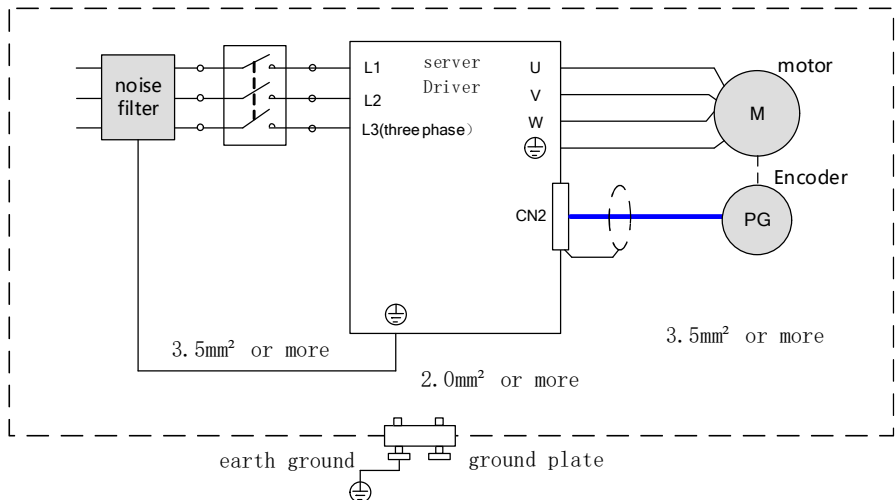 noise
filter
L1
L2
L3(three phase）
server
Driver
U
V
W
motor
M
Encoder
PG
CN2
3.5mm² or more
3.5mm² or more
2.0mm² or more
earth ground
ground plate